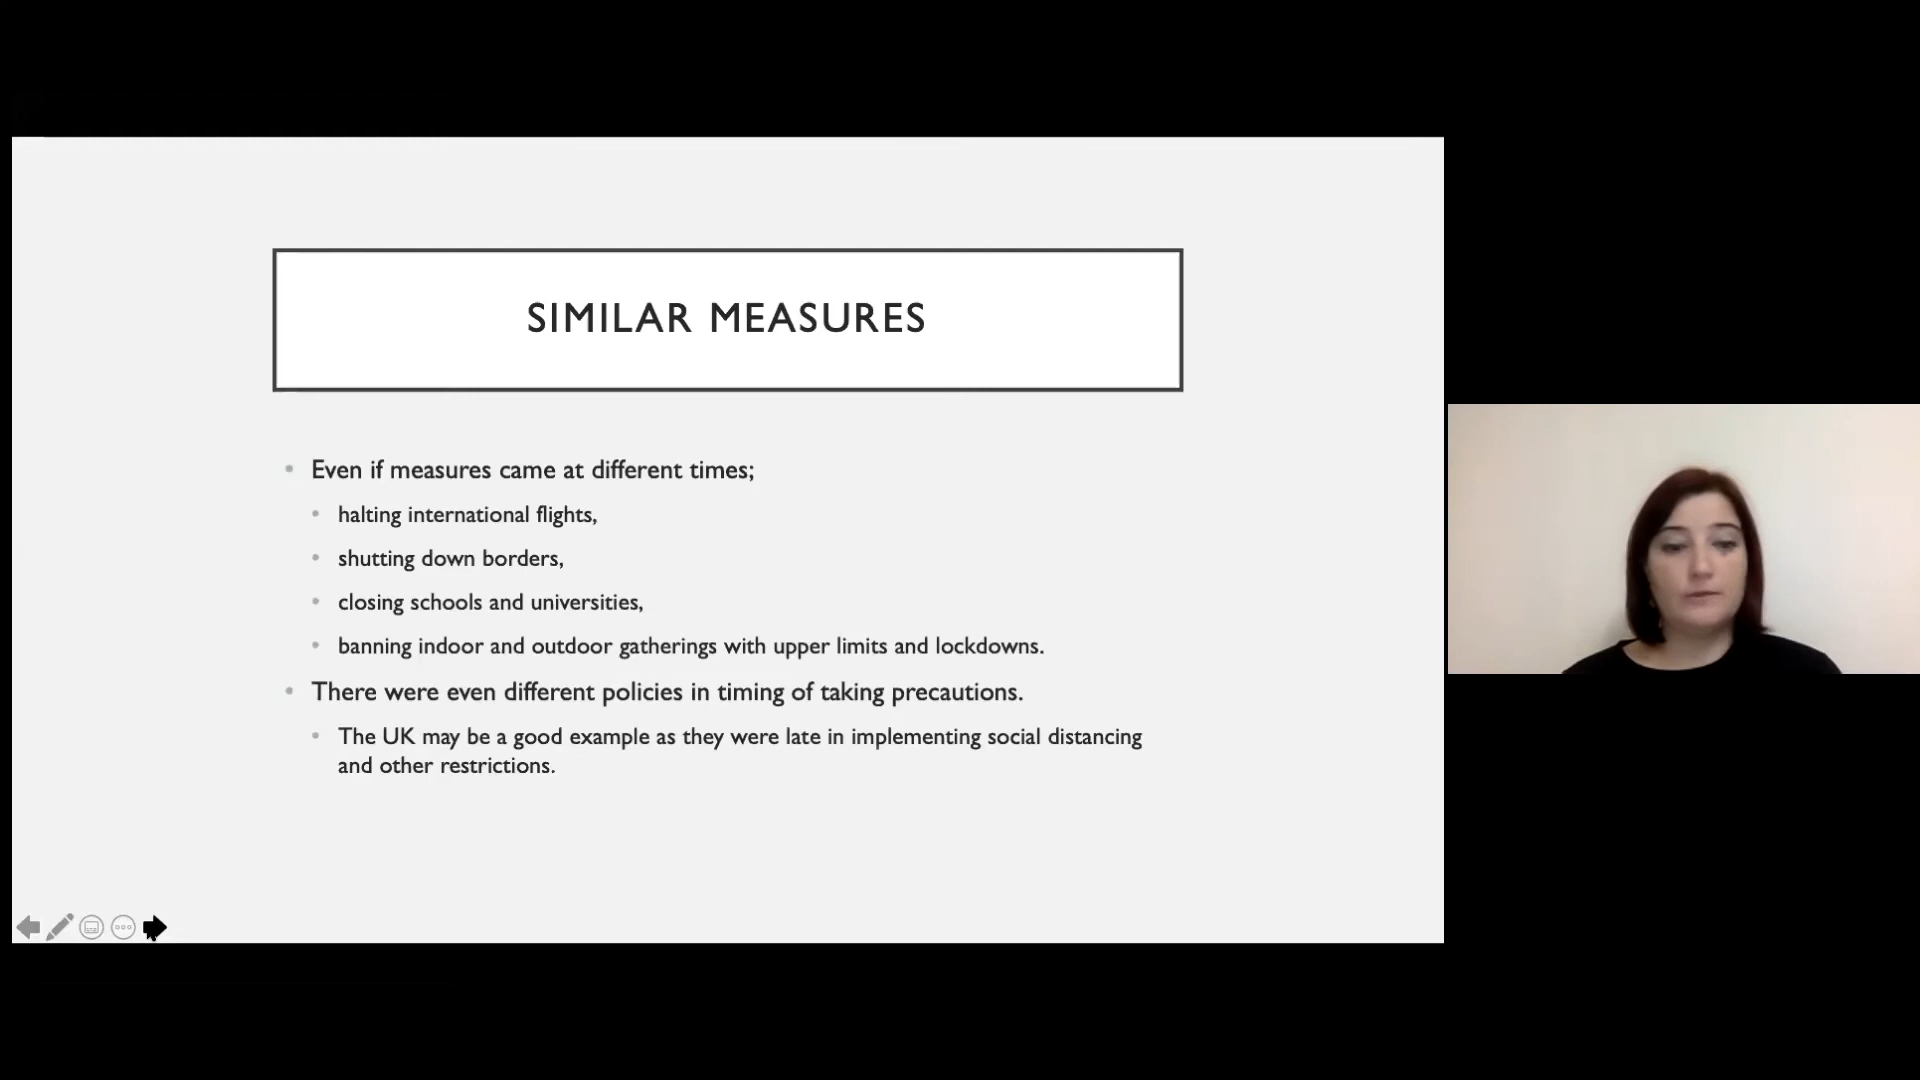 SIMILAR MEASURES
• Even if measures came at different times;
• halting international flights,
• shutting down borders,
• closing schools and universities,
• banning indoor and outdoor gatherings with upper limits and lockdowns.
• There were even different policies in timing of taking precautions.
• The UK may be a good example as they were late in implementing social distancing
and other restrictions.